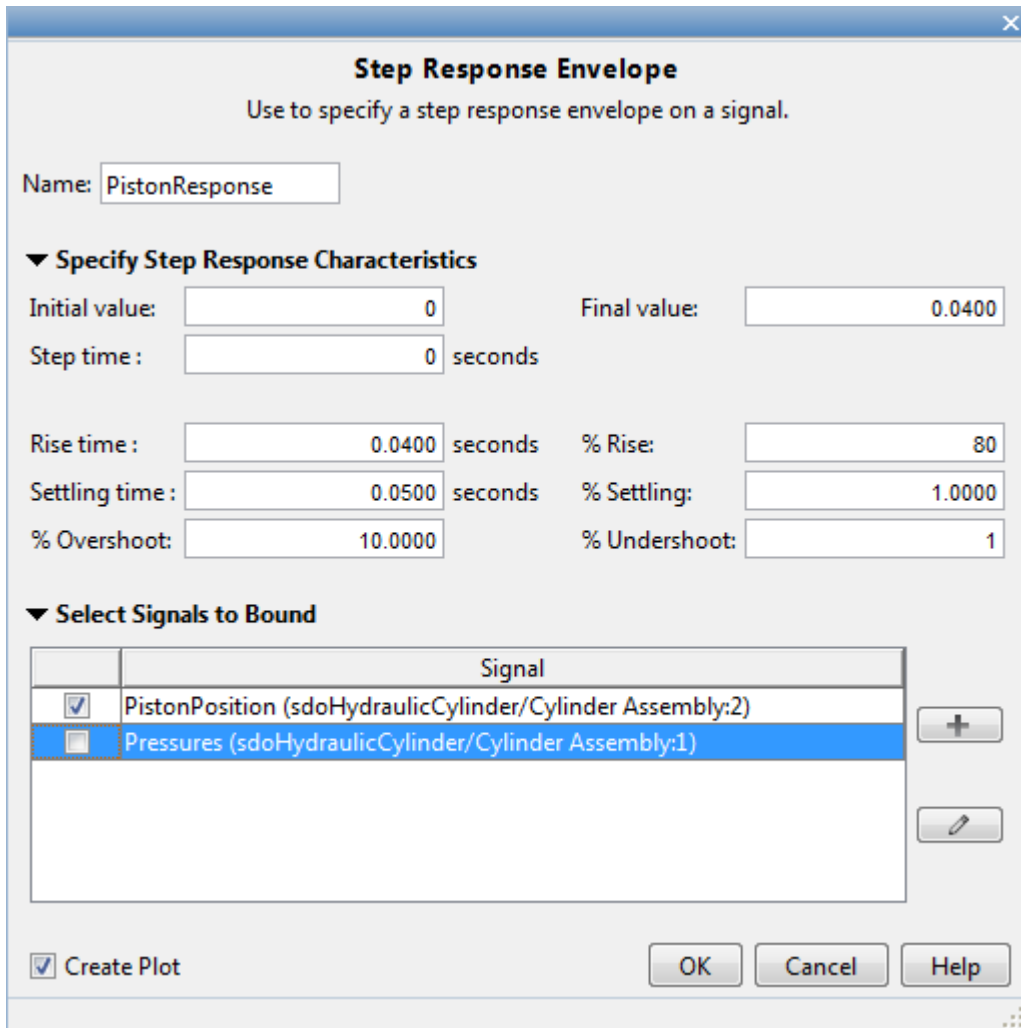 Step Response Envelope
Use to specify a step response envelope on a signal.
Name: PistonResponse
Specify Step Response Characteristics
Initial value: 0 Final value: 0.0400
Step time : 0 seconds
Rise time : 0.0400 seconds % Rise: 80
Settling time : 0.0500 seconds % Settling: 1.0000
% Overshoot: 10.0000 % Undershoot: 1
Select Signals to Bound
Signal
PistonPosition (sdoHydraulicCylinder/Cylinder Assembly:2)
Pressures (sdoHydraulicCylinder/Cylinder Assembly:1)
Create Plot OK Cancel Help